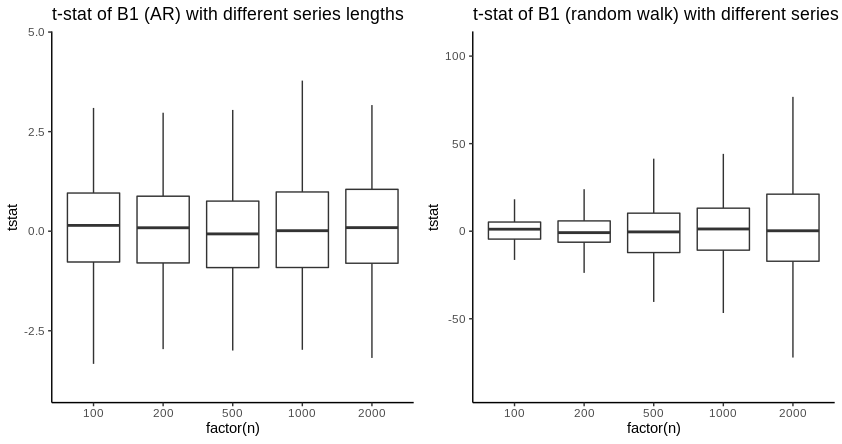 t-stat of B1 (AR) with different series lengths
5.0
2.5
0.0
-2.5
tstat
100 200 500 1000 2000
factor(n)
t-stat of B1 (random walk) with different series
100
50
0
-50
tstat
100 200 500 1000 2000
factor(n)